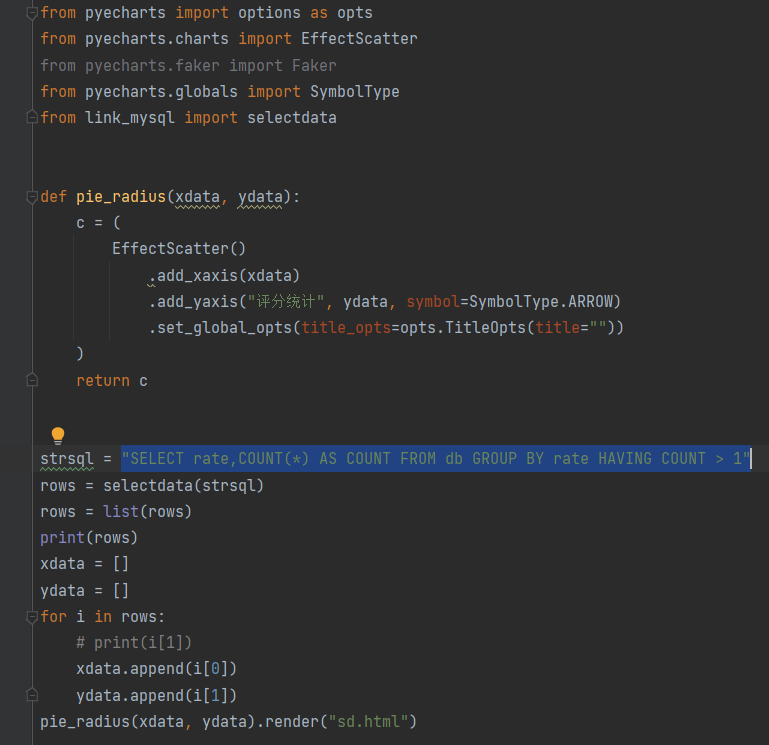 from pyecharts import options as opts
from pyecharts.charts import EffectScatter
from pyecharts.faker import Faker
from pyecharts.globals import SymbolType
from link_mysql import selectdata
def pie_radius(xdata, ydata):
c = (
EffectScatter()
.add_xaxis(xdata)
.add_yaxis("评分统计", ydata, symbol=SymbolType.ARROW)
.set_global_opts(title_opts=opts.TitleOpts(title=""))
)
return c
strsql = "SELECT rate,COUNT(*) AS COUNT FROM db GROUP BY rate HAVING COUNT > 1"
rows = selectdata(strsql)
rows = list(rows)
print(rows)
xdata = []
ydata = []
for i in rows:
# print(i[1])
xdata.append(i[0])
ydata.append(i[1])
pie_radius(xdata, ydata).render("sd.html")